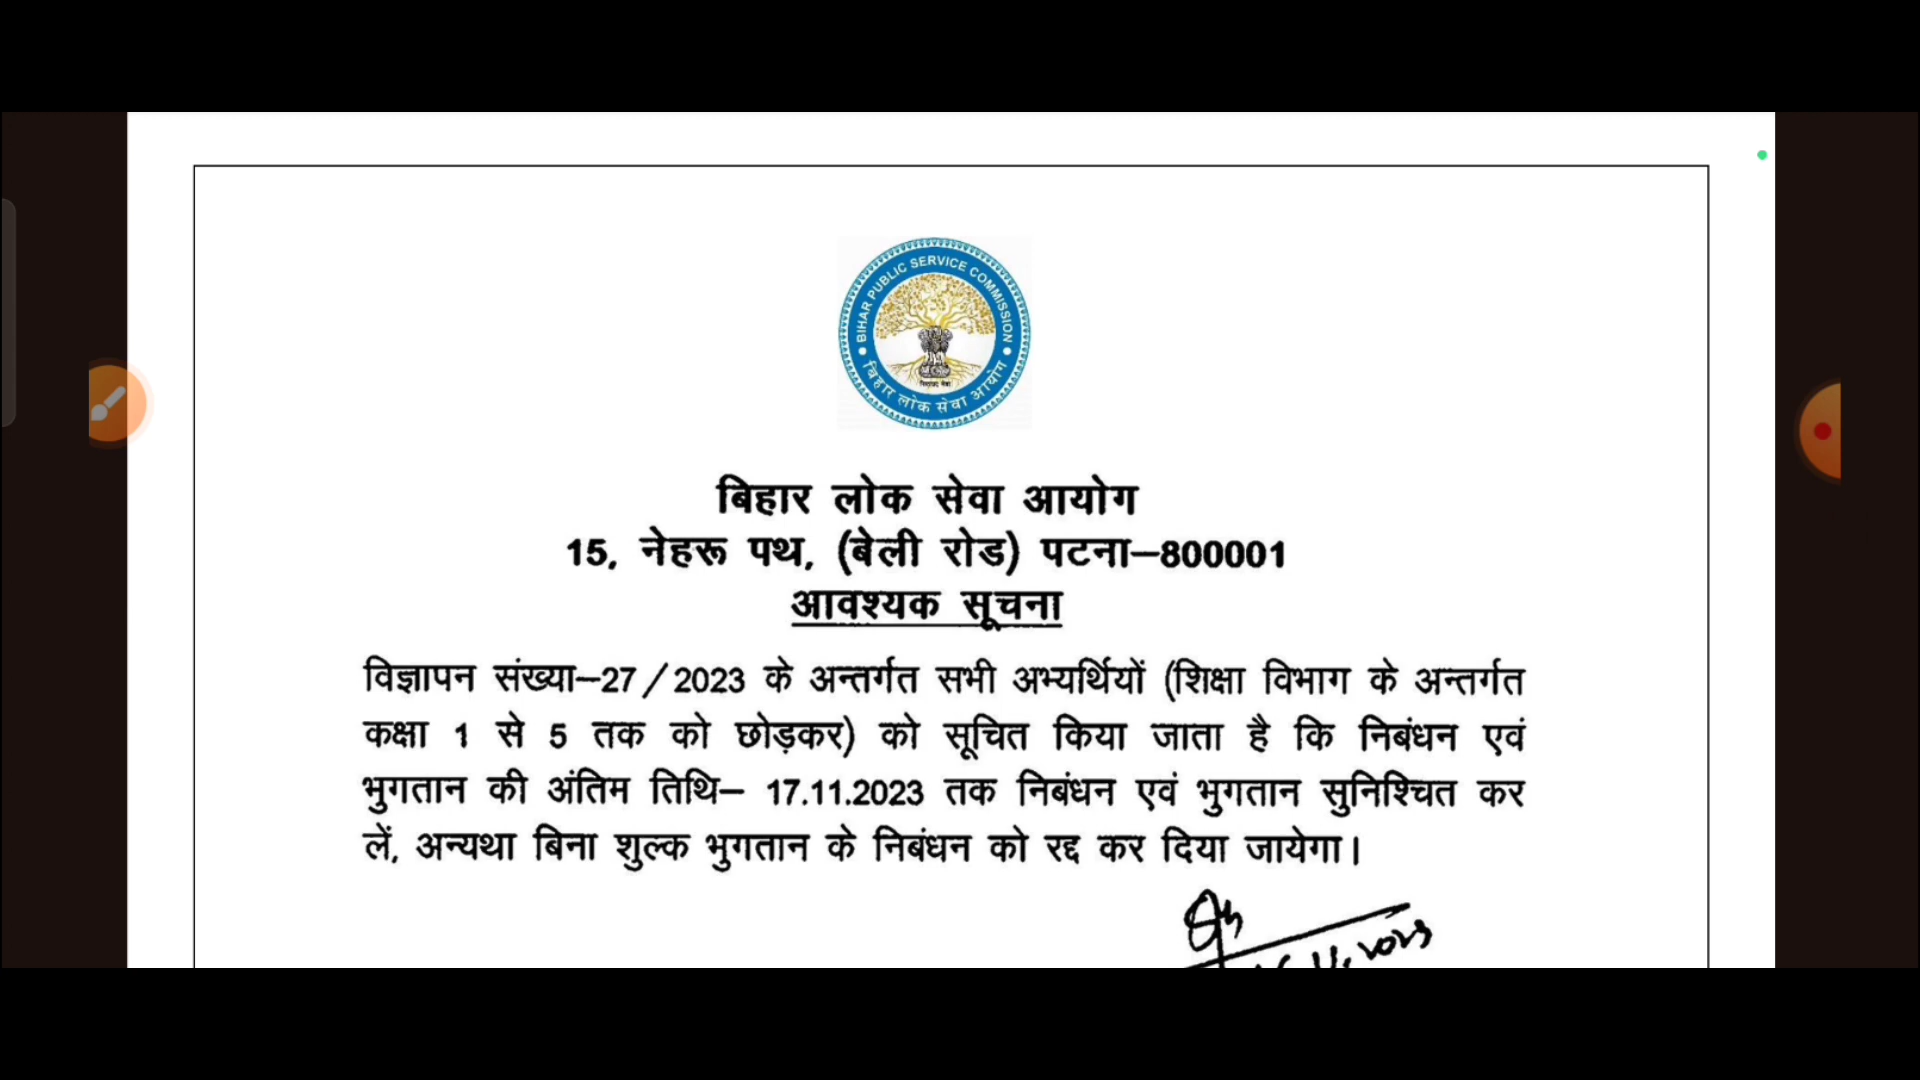 BIHAR PUBLIC SERVICE COMMISSION
बिहार लोक सेवा आयोग
बिहार लोक सेवा आयोग
15, नेहरू पथ, (बेली रोड) पटना–800001
आवश्यक सूचना
विज्ञापन संख्या–27/2023 के अन्तर्गत सभी अभ्यर्थियों (शिक्षा विभाग के अन्तर्गत
कक्षा 1 से 5 तक को छोड़कर) को सूचित किया जाता है कि निबंधन एवं
भुगतान की अंतिम तिथि– 17.11.2023 तक निबंधन एवं भुगतान सुनिश्चित कर
लें, अन्यथा बिना शुल्क भुगतान के निबंधन को रद्द कर दिया जायेगा।